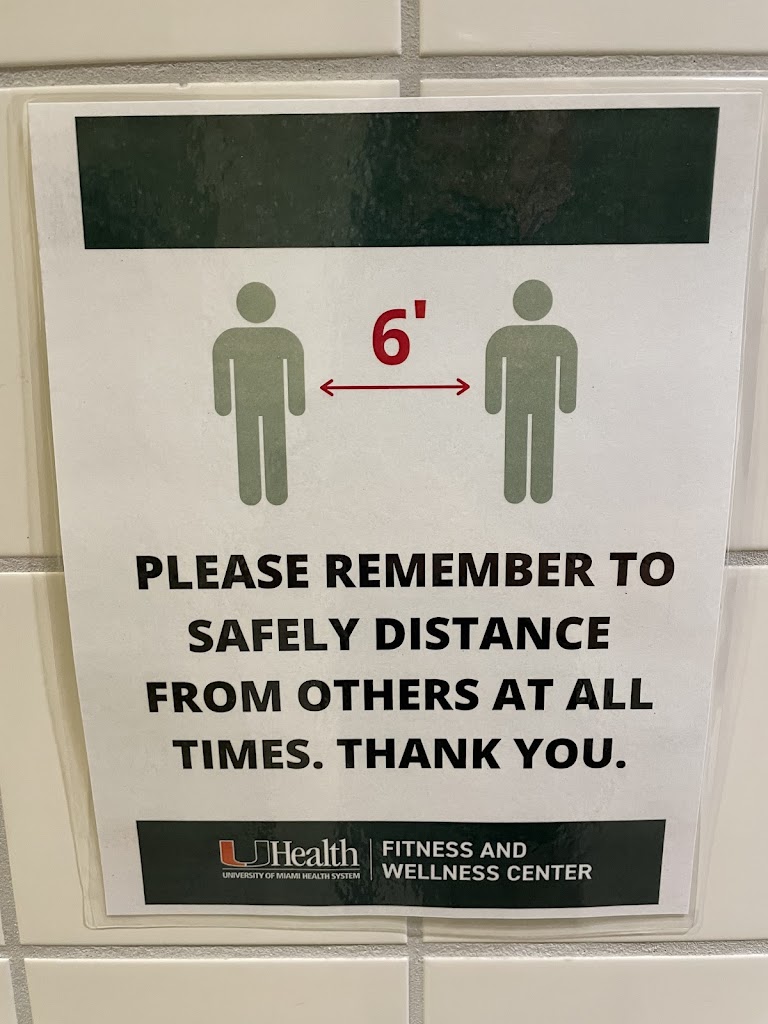 6'
PLEASE REMEMBER TO
SAFELY DISTANCE
FROM OTHERS AT ALL
TIMES. THANK YOU.
UHealth
UNIVERSITY OF MIAMI HEALTH SYSTEM
FITNESS AND
WELLNESS CENTER